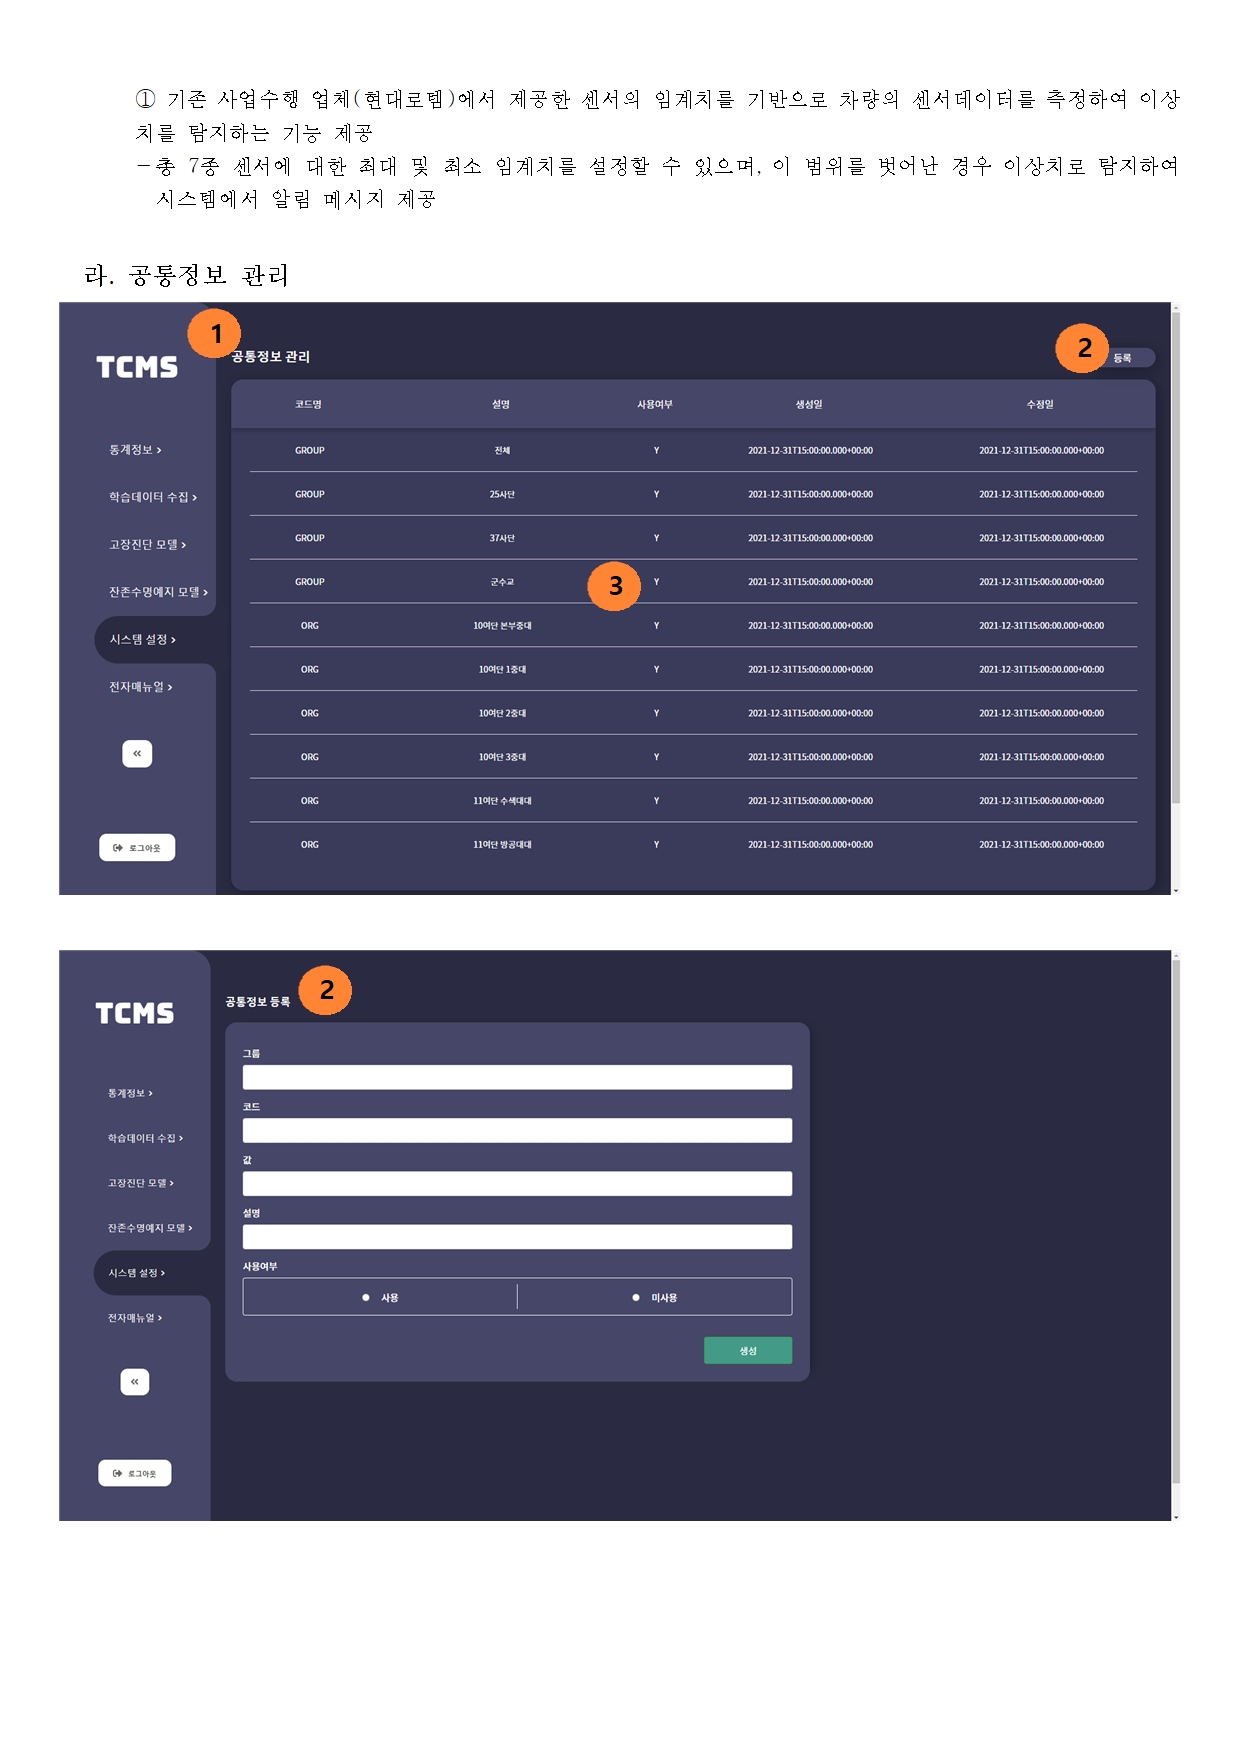 ① 기존 사업수행 업체(현대로템)에서 제공한 센서의 임계치를 기반으로 차량의 센서데이터를 측정하여 이상
치를 탐지하는 기능 제공
－총 7종 센서에 대한 최대 및 최소 임계치를 설정할 수 있으며, 이 범위를 벗어난 경우 이상치로 탐지하여
시스템에서 알림 메시지 제공
라. 공통정보 관리
1
TCMS
공통정보 관리
2
등록
통계정보 >
학습데이터 수집 >
고장진단 모델 >
잔존수명예지 모델 >
시스템 설정 >
전자매뉴얼 >
«
로그아웃
코드명 설명 사용여부 생성일 수정일
GROUP 전체 Y 2021-12-31T15:00:00.000+00:00 2021-12-31T15:00:00.000+00:00
GROUP 25사단 Y 2021-12-31T15:00:00.000+00:00 2021-12-31T15:00:00.000+00:00
GROUP 37사단 Y 2021-12-31T15:00:00.000+00:00 2021-12-31T15:00:00.000+00:00
GROUP 군수교 3 Y 2021-12-31T15:00:00.000+00:00 2021-12-31T15:00:00.000+00:00
ORG 10여단 본부중대 Y 2021-12-31T15:00:00.000+00:00 2021-12-31T15:00:00.000+00:00
ORG 10여단 1중대 Y 2021-12-31T15:00:00.000+00:00 2021-12-31T15:00:00.000+00:00
ORG 10여단 2중대 Y 2021-12-31T15:00:00.000+00:00 2021-12-31T15:00:00.000+00:00
ORG 10여단 3중대 Y 2021-12-31T15:00:00.000+00:00 2021-12-31T15:00:00.000+00:00
ORG 11여단 수색대대 Y 2021-12-31T15:00:00.000+00:00 2021-12-31T15:00:00.000+00:00
ORG 11여단 방공대대 Y 2021-12-31T15:00:00.000+00:00 2021-12-31T15:00:00.000+00:00
TCMS
통계정보 >
학습데이터 수집 >
고장진단 모델 >
잔존수명예지 모델 >
시스템 설정 >
전자매뉴얼 >
«
로그아웃
공통정보 등록 2
그룹
코드
값
설명
사용여부
사용 미사용
생성